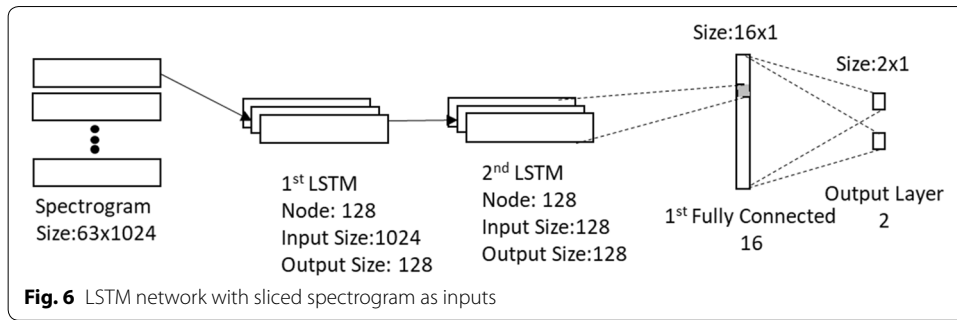 Spectrogram
Size:63x1024
1st LSTM
Node: 128
Input Size:1024
Output Size: 128
2nd LSTM
Node: 128
Input Size:128
Output Size:128
Size:16x1
1st Fully Connected
16
Size:2x1
Output Layer
2
Fig. 6 LSTM network with sliced spectrogram as inputs